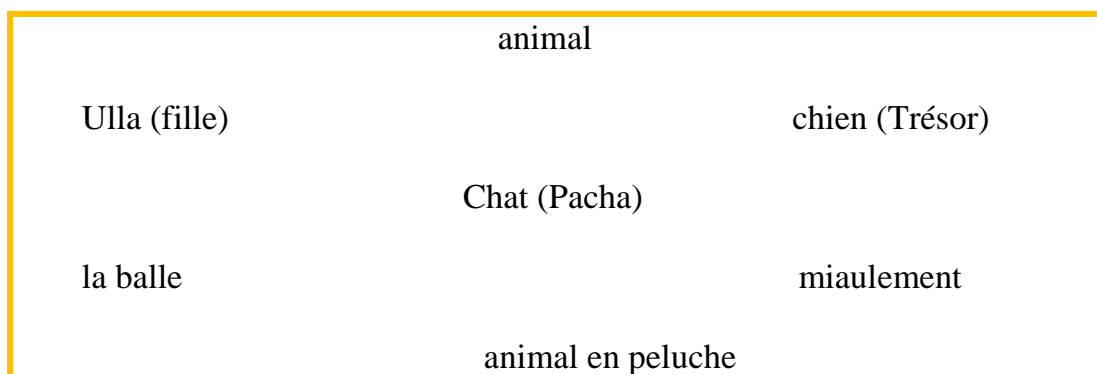 animal
Ulla (fille) chien (Trésor)
Chat (Pacha)
la balle miaulement
animal en peluche